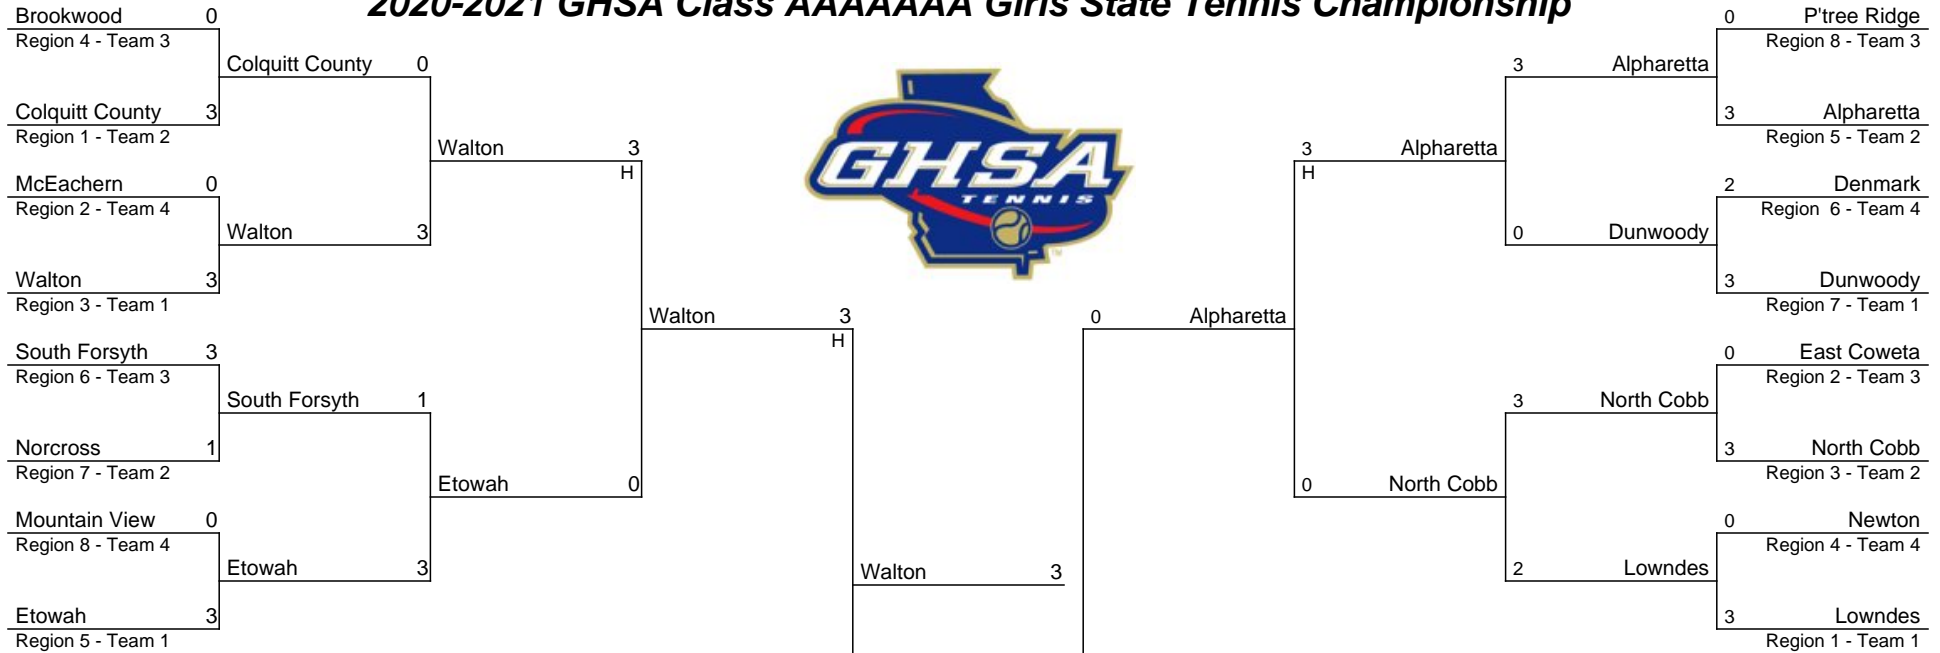 2020-2021 GHSA Class AAAAAAA Girls State Tennis Championship
Brookwood 0
Region 4 - Team 3
Colquitt County 0
Colquitt County 3
Region 1 - Team 2
Walton 3
H
McEachern 0
Region 2 - Team 4
Walton 3
Walton 3
Region 3 - Team 1
Walton 3
H
South Forsyth 3
Region 6 - Team 3
South Forsyth 1
Norcross 1
Region 7 - Team 2
Etowah 0
Mountain View 0
Region 8 - Team 4
Etowah 3
Walton 3
Etowah 3
Region 5 - Team 1
GHSA
TENNIS
TM
0 P'tree Ridge
Region 8 - Team 3
3 Alpharetta
3 Alpharetta
Region 5 - Team 2
3 Alpharetta
H
2 Denmark
Region  6 - Team 4
0 Dunwoody
3 Dunwoody
Region 7 - Team 1
0 Alpharetta
0 East Coweta
Region 2 - Team 3
3 North Cobb
3 North Cobb
Region 3 - Team 2
0 North Cobb
0 Newton
Region 4 - Team 4
2 Lowndes
3 Lowndes
Region 1 - Team 1